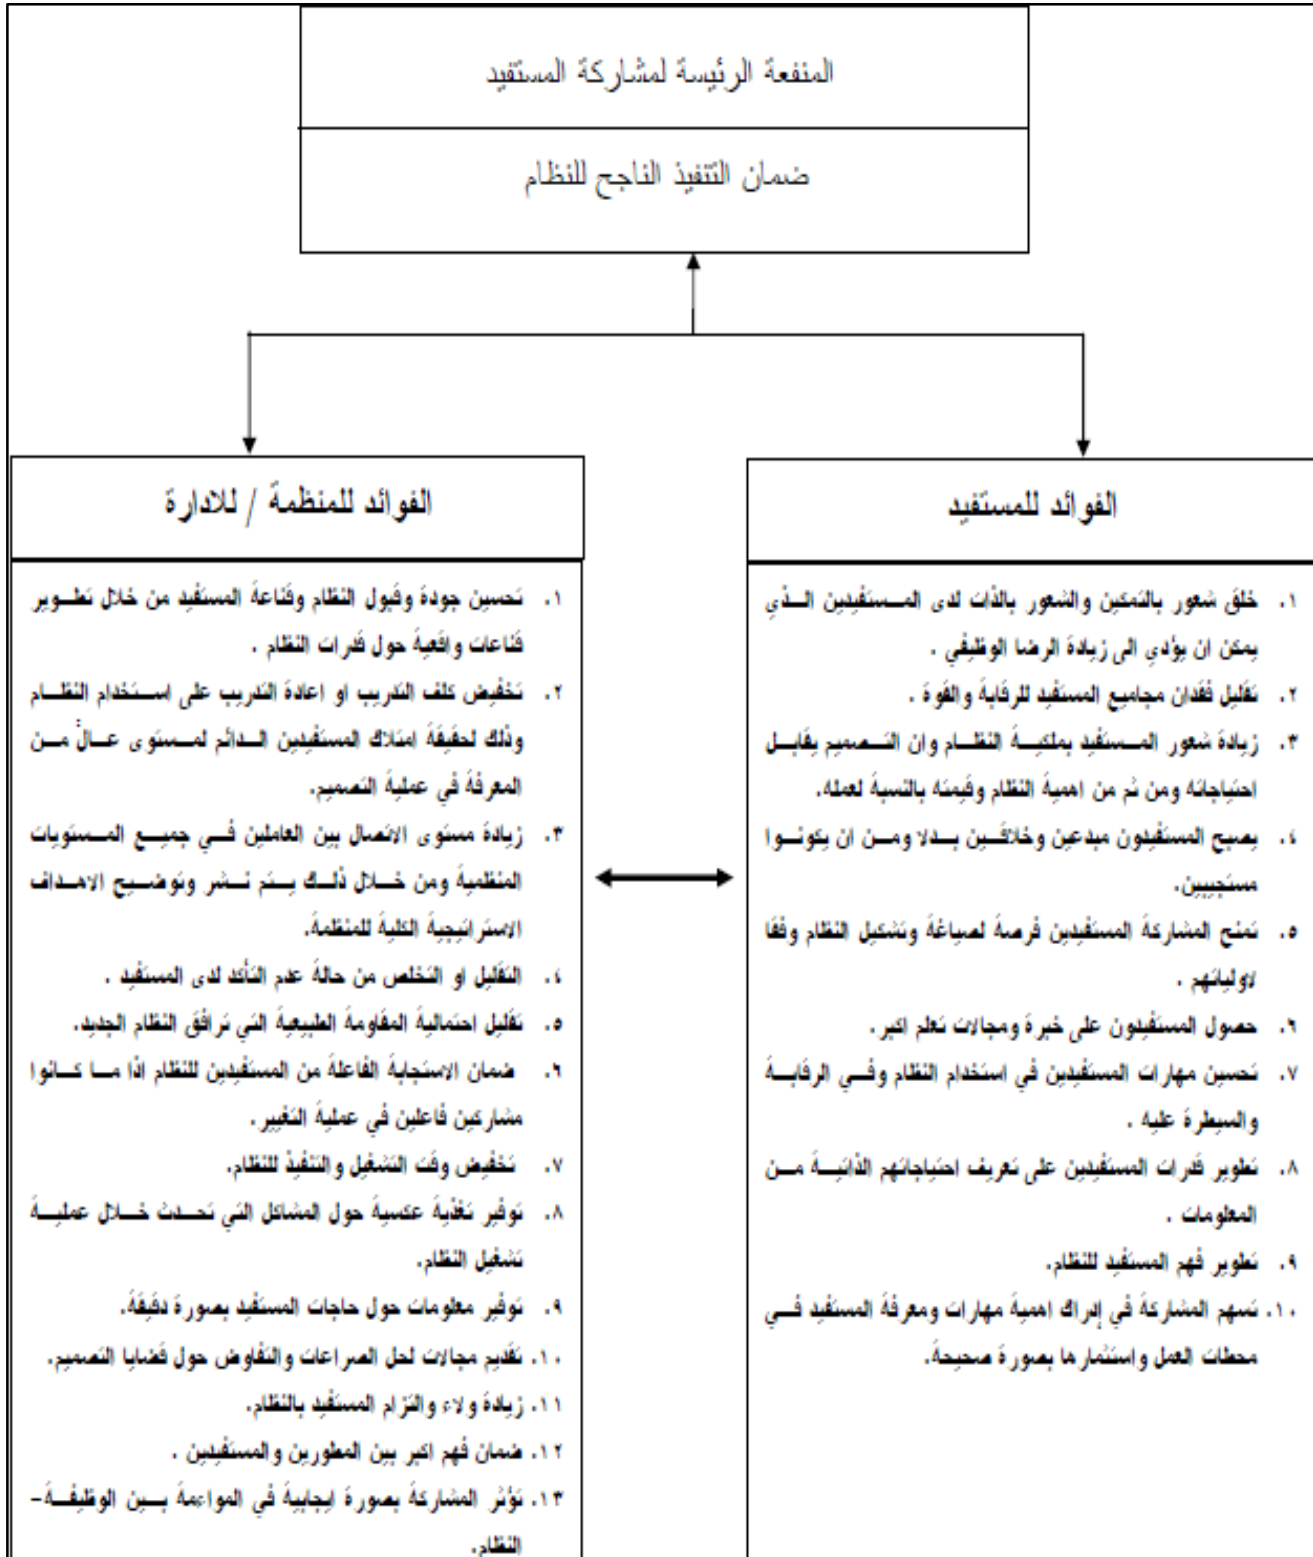 المنفعة الرئيسة لمشاركة المستفيد
ضمان التنفيذ الناجح للنظام
الفوائد للمستفيد
١. خلق شعور بالتمكين والشعور بالذات لدى المستفيدين الذي
يمكن ان يؤدي الى زيادة الرضا الوظيفي .
٢. تقليل فقدان مجاميع المستفيد للرقابة والقوة .
٣. زيادة شعور المستفيد بملكية النظام وان التصميم يقابل
احتياجاته ومن ثم من اهمية النظام وقيمته بالنسبة لعمله.
٤. يصبح المستفيدون مبدعين وخلاقين بدلا ومن ان يكونوا
مستجيبين.
٥. تمنح المشاركة المستفيدين فرصة لصياغة وتشكيل النظام وفقا
لاولياتهم .
٦. حصول المستفيدون على خبرة ومجالات تعلم اكبر.
٧. تحسين مهارات المستفيدين في استخدام النظام وفي الرقابة
والسيطرة عليه .
٨. تطوير قدرات المستفيدين على تعريف احتياجاتهم الذاتية من
المعلومات .
٩. تطوير فهم المستفيد للنظام.
١٠. تسهم المشاركة في إدراك اهمية مهارات ومعرفة المستفيد في
محطات العمل واستثمارها بصورة صحيحة.
الفوائد للمنظمة / للادارة
١. تحسين جودة وقبول النظام وقناعة المستفيد من خلال تطوير
قناعات واقعية حول قدرات النظام .
٢. تخفيض كلف التدريب او اعادة التدريب على استخدام النظام
وذلك لحقيقة امتلاك المستفيدين الدائم لمستوى عالٍ من
المعرفة في عملية التصميم.
٣. زيادة مستوى الاتصال بين العاملين في جميع المستويات
المنظمية ومن خلال ذلك يتم نشر وتوضيح الاهداف
الاستراتيجية الكلية للمنظمة.
٤. التقليل او التخلص من حالة عدم التأكد لدى المستفيد .
٥. تقليل احتمالية المقاومة الطبيعية التي ترافق النظام الجديد.
٦. ضمان الاستجابة الفاعلة من المستفيدين للنظام اذا ما كانوا
مشاركين فاعلين في عملية التغيير.
٧. تخفيض وقت التشغيل والتنفيذ للنظام.
٨. توفير تغذية عكسية حول المشاكل التي تحدث خلال عملية
تشغيل النظام.
٩. توفير معلومات حول حاجات المستفيد بصورة دقيقة.
١٠. تقديم مجالات لحل الصراعات والتفاوض حول قضايا التصميم.
١١. زيادة ولاء والتزام المستفيد بالنظام.
١٢. ضمان فهم اكبر بين المطورين والمستفيدين .
١٣. تؤثر المشاركة بصورة ايجابية في المواءمة بين الوظيفة-
النظام.